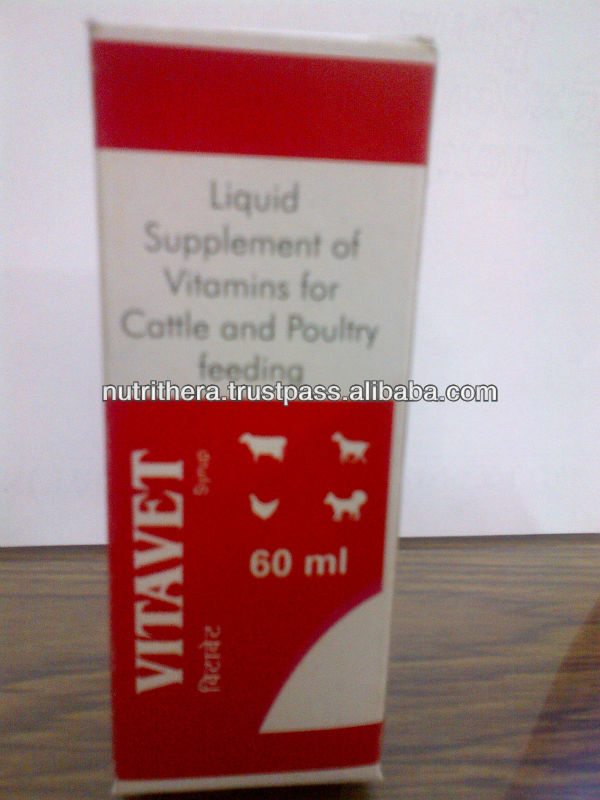 Liquid
Supplement of
Vitamins for
Cattle and Poultry
feeding
nutrithera.trustpass.alibaba.com
VITAVET
Syrup
60 ml